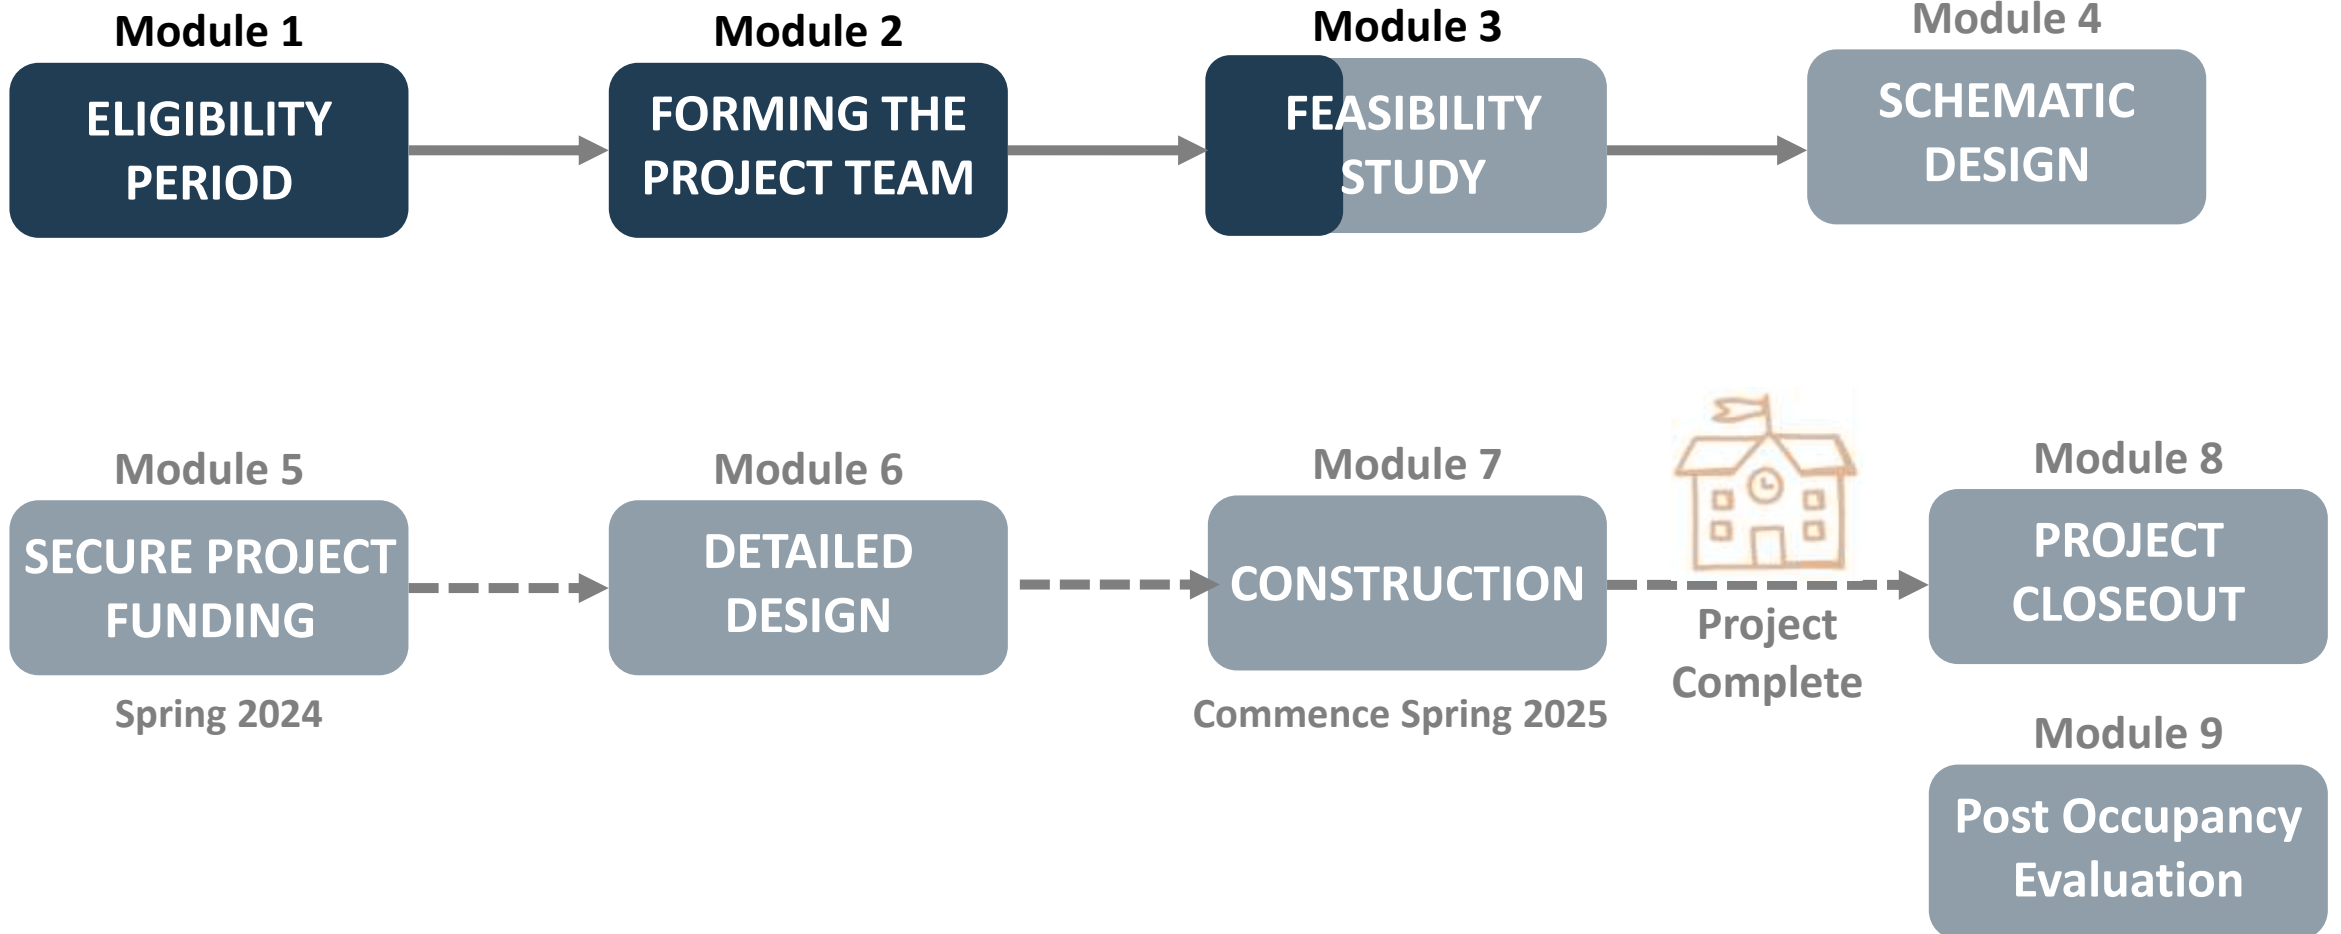 Module 1
ELIGIBILITY
PERIOD
Module 2
FORMING THE
PROJECT TEAM
Module 3
FEASIBILITY
STUDY
Module 4
SCHEMATIC
DESIGN
Module 5
SECURE PROJECT
FUNDING
Spring 2024
Module 6
DETAILED
DESIGN
Module 7
CONSTRUCTION
Commence Spring 2025
Project
Complete
Module 8
PROJECT
CLOSEOUT
Module 9
Post Occupancy
Evaluation